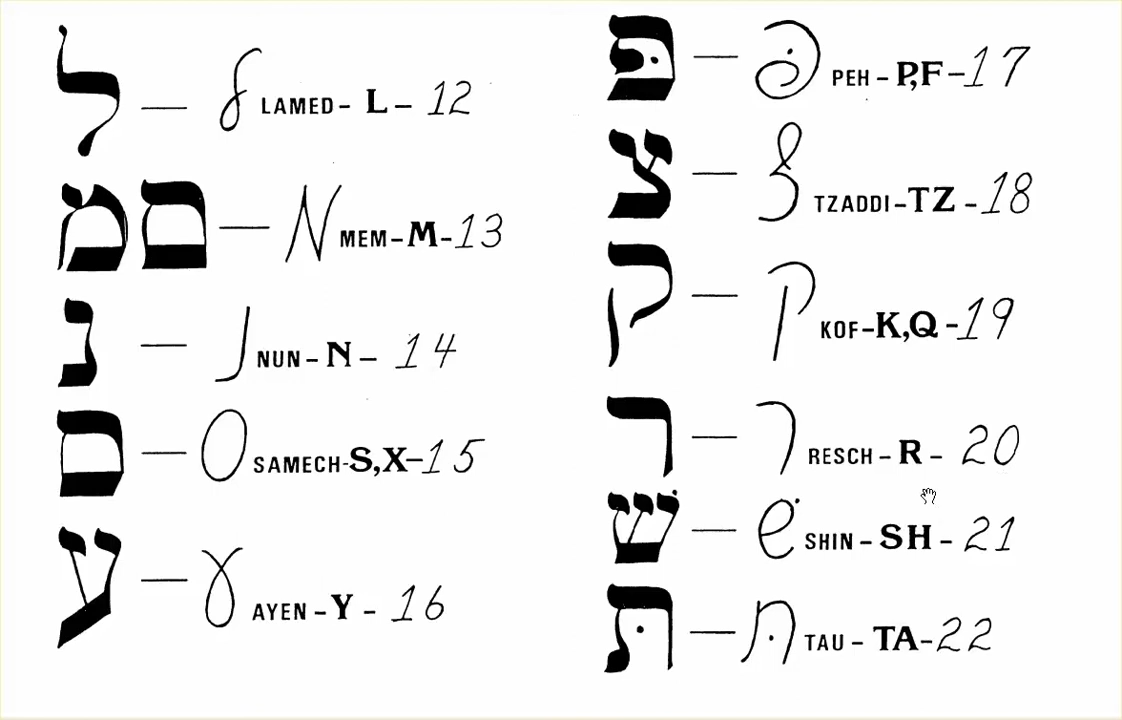 ל — ל LAMED - L - 12
מ ם — מ MEM - M - 13
נ — נ NUN - N - 14
ס — ס SAMECH - S,X - 15
ע — ע AYEN - Y - 16
פּ — פּ PEH - P,F - 17
צ — צ TZADDI - TZ - 18
ק — ק KOF - K,Q - 19
ר — ר RESCH - R - 20
שׁ — שׁ SHIN - SH - 21
תּ — תּ TAU - TA - 22